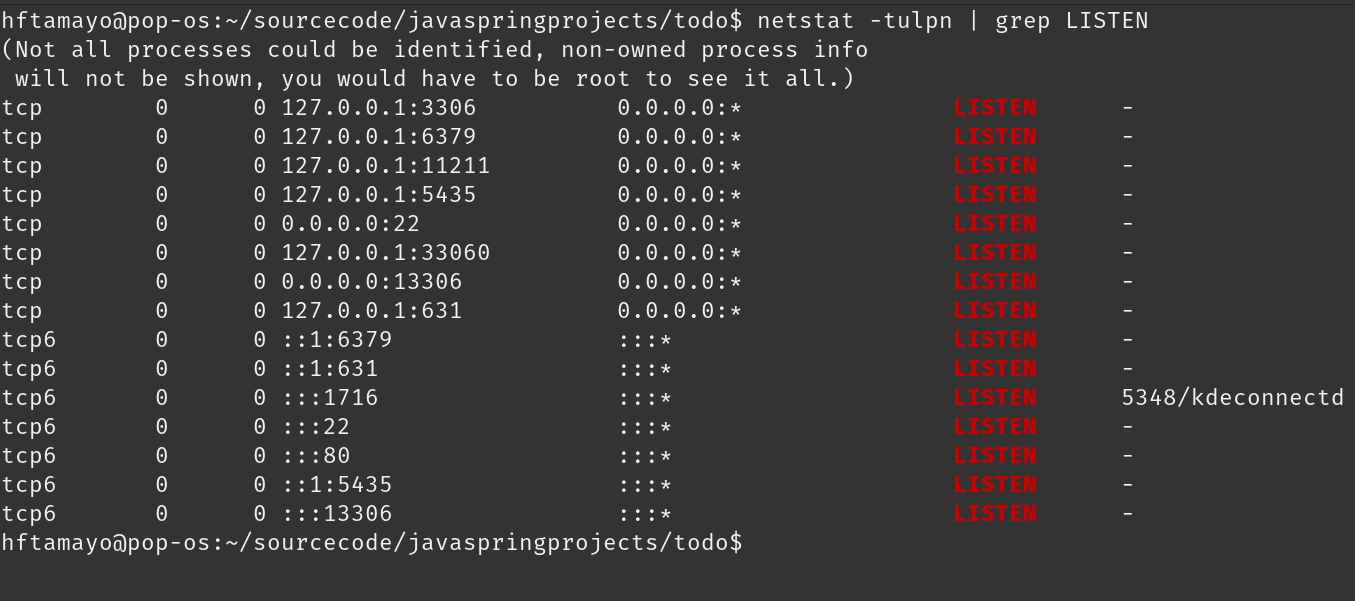 hftamayo@pop-os:~/sourcecode/javaspringprojects/todo$ netstat -tulpn | grep LISTEN
(Not all processes could be identified, non-owned process info
 will not be shown, you would have to be root to see it all.)
tcp        0      0 127.0.0.1:3306          0.0.0.0:*               LISTEN      -
tcp        0      0 127.0.0.1:6379          0.0.0.0:*               LISTEN      -
tcp        0      0 127.0.0.1:11211         0.0.0.0:*               LISTEN      -
tcp        0      0 127.0.0.1:5435          0.0.0.0:*               LISTEN      -
tcp        0      0 0.0.0.0:22              0.0.0.0:*               LISTEN      -
tcp        0      0 127.0.0.1:33060         0.0.0.0:*               LISTEN      -
tcp        0      0 0.0.0.0:13306           0.0.0.0:*               LISTEN      -
tcp        0      0 127.0.0.1:631           0.0.0.0:*               LISTEN      -
tcp6       0      0 ::1:6379                :::*                    LISTEN      -
tcp6       0      0 ::1:631                 :::*                    LISTEN      -
tcp6       0      0 :::1716                 :::*                    LISTEN      5348/kdeconnectd
tcp6       0      0 :::22                   :::*                    LISTEN      -
tcp6       0      0 :::80                   :::*                    LISTEN      -
tcp6       0      0 ::1:5435                :::*                    LISTEN      -
tcp6       0      0 :::13306                :::*                    LISTEN      -
hftamayo@pop-os:~/sourcecode/javaspringprojects/todo$